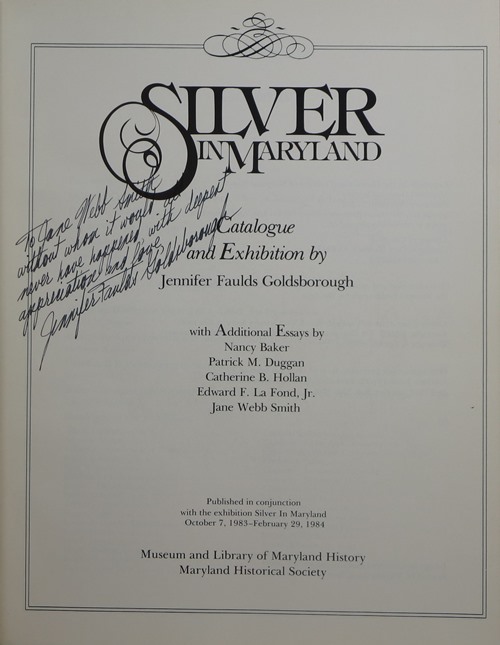 SILVER
IN MARYLAND
To Jane Webb Smith
without whom it would
never have happened, with deepest
appreciation and love
Jennifer Faulds Goldsborough
Catalogue
and Exhibition by
Jennifer Faulds Goldsborough
with Additional Essays by
Nancy Baker
Patrick M. Duggan
Catherine B. Hollan
Edward F. La Fond, Jr.
Jane Webb Smith
Published in conjunction
with the exhibition Silver In Maryland
October 7, 1983–February 29, 1984
Museum and Library of Maryland History
Maryland Historical Society